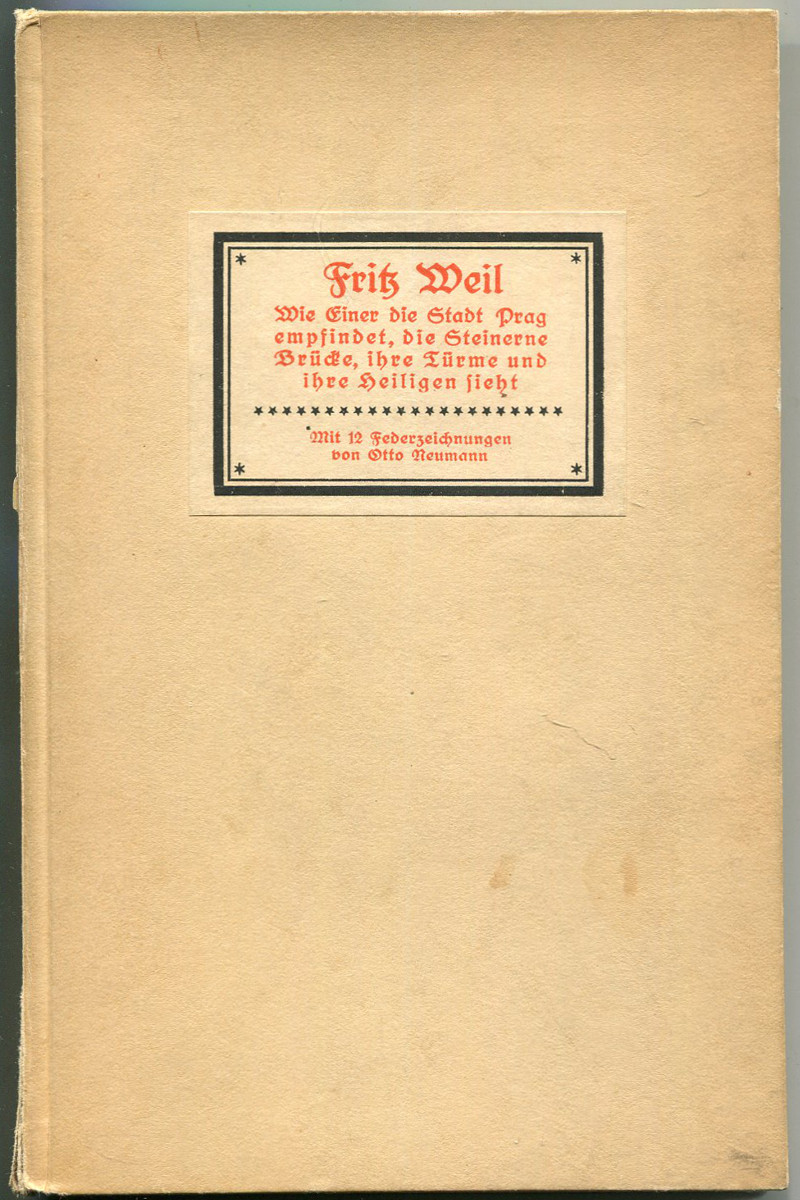 Fritz Weil
Wie Einer die Stadt Prag
empfindet, die Steinerne
Brücke, ihre Türme und
ihre Heiligen sieht
Mit 12 Federzeichnungen
von Otto Neumann